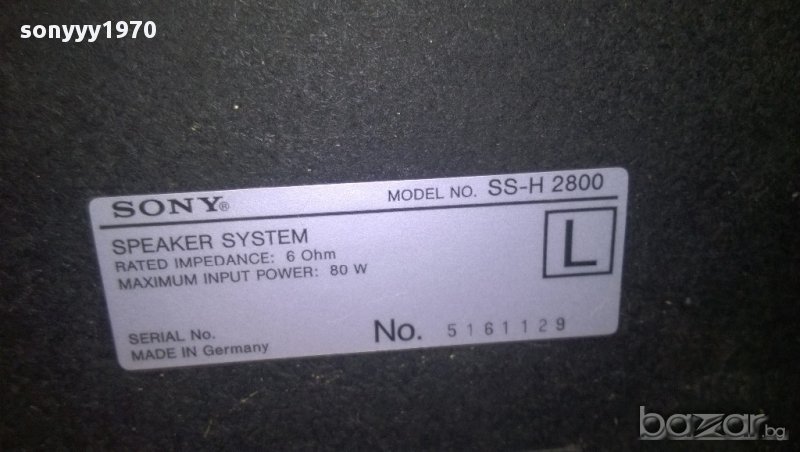 sonyyy1970
SONY® MODEL NO. SS-H 2800
SPEAKER SYSTEM
RATED IMPEDANCE: 6 Ohm
MAXIMUM INPUT POWER: 80 W
L
SERIAL No. No. 5161129
MADE IN Germany
bazar.bg